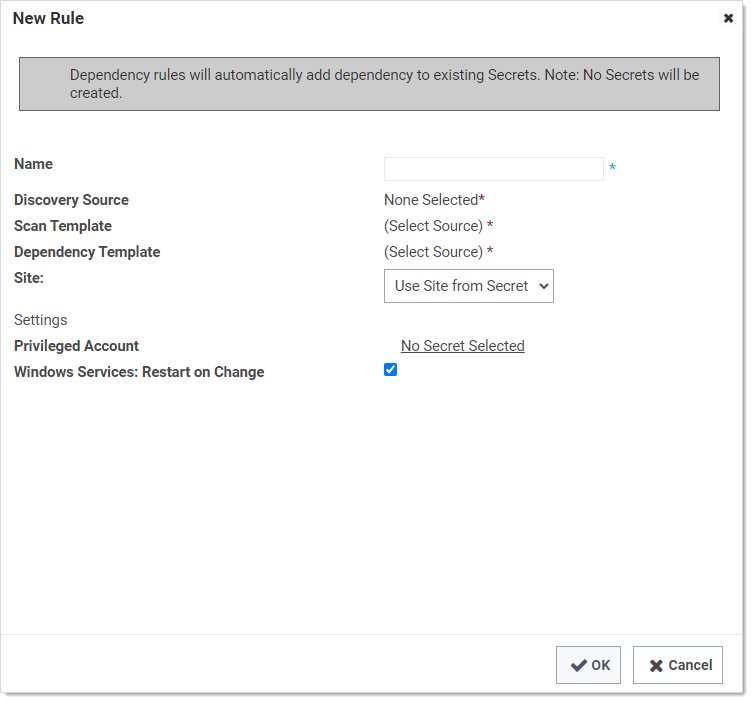 New Rule
Dependency rules will automatically add dependency to existing Secrets. Note: No Secrets will be
created.
Name *
Discovery Source None Selected*
Scan Template (Select Source) *
Dependency Template (Select Source) *
Site: Use Site from Secret
Settings
Privileged Account No Secret Selected
Windows Services: Restart on Change
OK Cancel